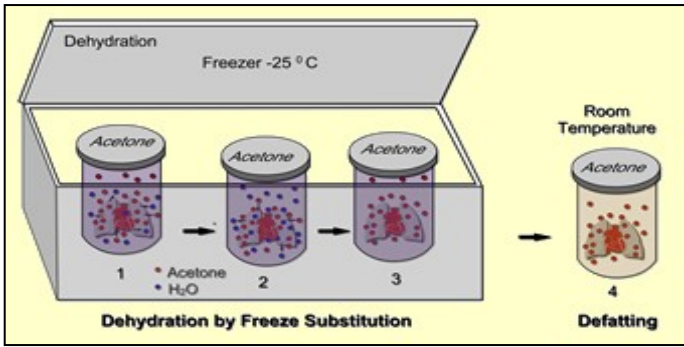 Dehydration
Freezer -25 ⁰ C
Room
Temperature
Acetone
Acetone
Acetone
Acetone
1
2
3
4
Acetone
H₂O
Dehydration by Freeze Substitution
Defatting